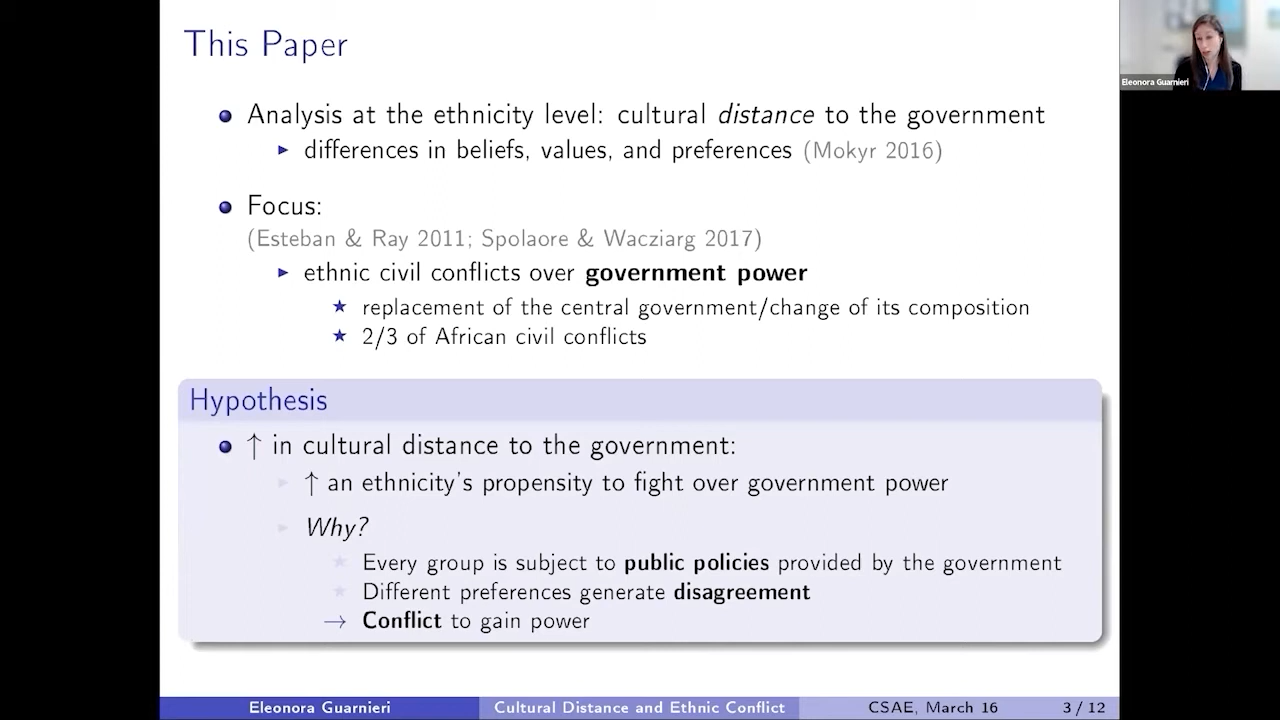 This Paper
Eleonora Guarnieri
Analysis at the ethnicity level: cultural distance to the government
differences in beliefs, values, and preferences (Mokyr 2016)
Focus:
(Esteban & Ray 2011; Spolaore & Wacziarg 2017)
ethnic civil conflicts over government power
replacement of the central government/change of its composition
2/3 of African civil conflicts
Hypothesis
↑ in cultural distance to the government:
↑ an ethnicity's propensity to fight over government power
Why?
Every group is subject to public policies provided by the government
Different preferences generate disagreement
→ Conflict to gain power
Eleonora Guarnieri Cultural Distance and Ethnic Conflict CSAE, March 16 3 / 12